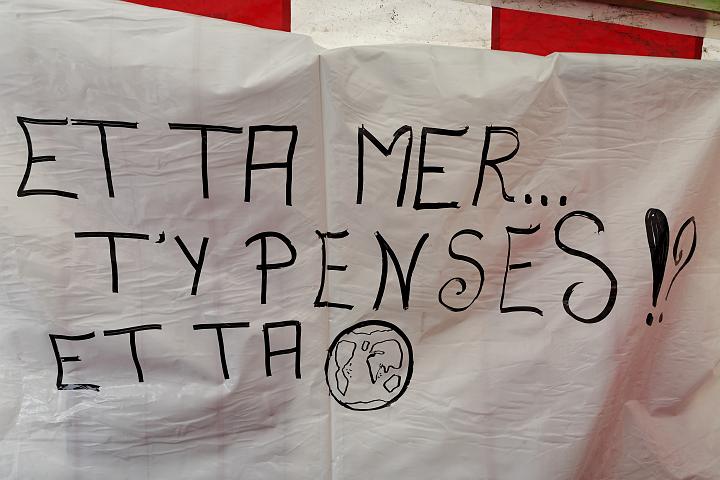 ET TA MER...
T'Y PENSES !?
ET TA